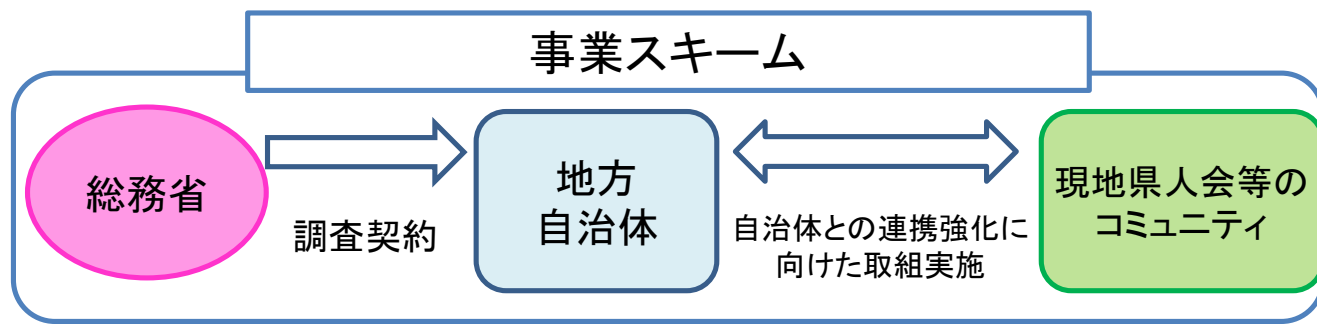 事業スキーム
総務省
調査契約
地方
自治体
自治体との連携強化に
向けた取組実施
現地県人会等の
コミュニティ